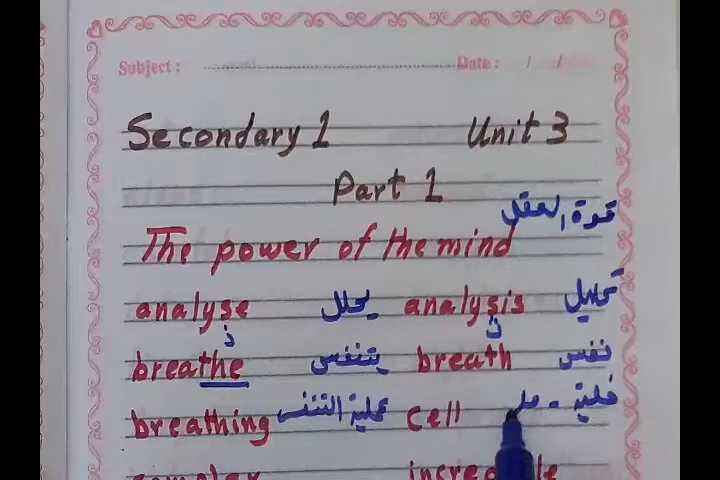 Subject : Date : / /
Secondary 1 Unit 3
Part 1
قوة العقل
The power of the mind
analyse يحلل analysis تحليل
ذ ث
breathe يتنفس breath نفس
breathing عملية التنفس cell خلية -
complex